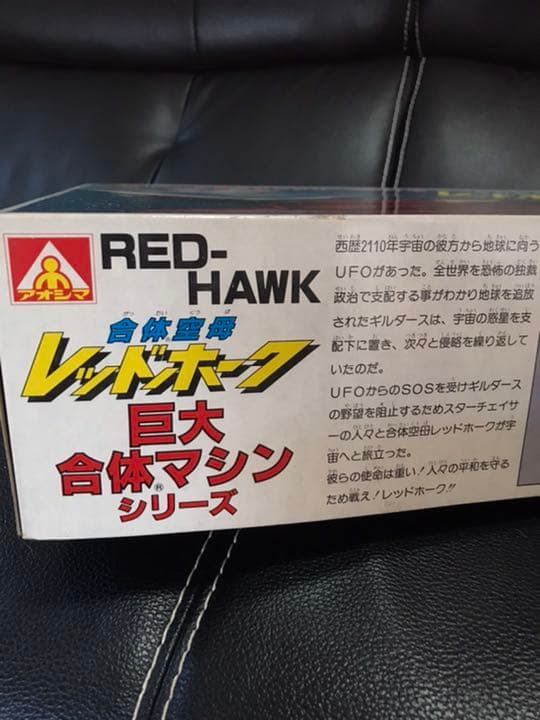 アオシマ
RED-
HAWK
合体空母
レッドホーク
巨大
合体マシン
®
シリーズ
西歴2110年宇宙の彼方から地球に向う
UFOがあった。全世界を恐怖の独裁
政治で支配する事がわかり地球を追放
されたギルダースは、宇宙の惑星を支
配下に置き、次々と侵略を繰り返して
いたのだ。
UFOからのSOSを受けギルダース
の野望を阻止するためスターチェイサ
ーの人々と合体空母レッドホークが宇
宙へと旅立った。
彼らの使命は重い!人々の平和を守る
ため戦え!レッドホーク!!